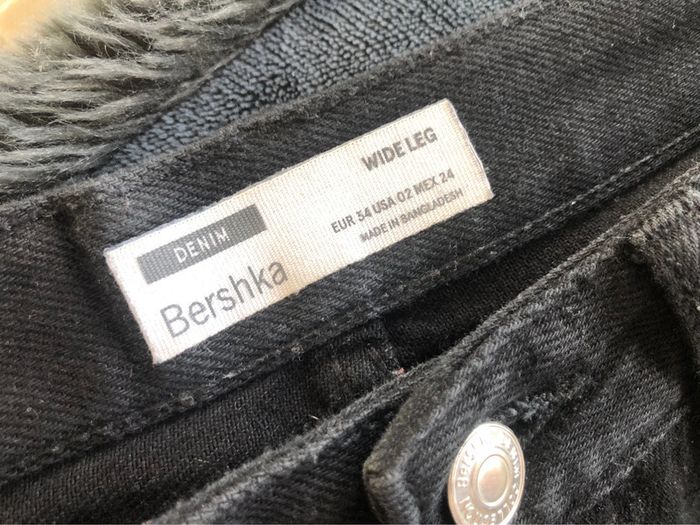 WIDE LEG
EUR 34 USA 02 MEX 24
MADE IN BANGLADESH
DENIM
Bershka